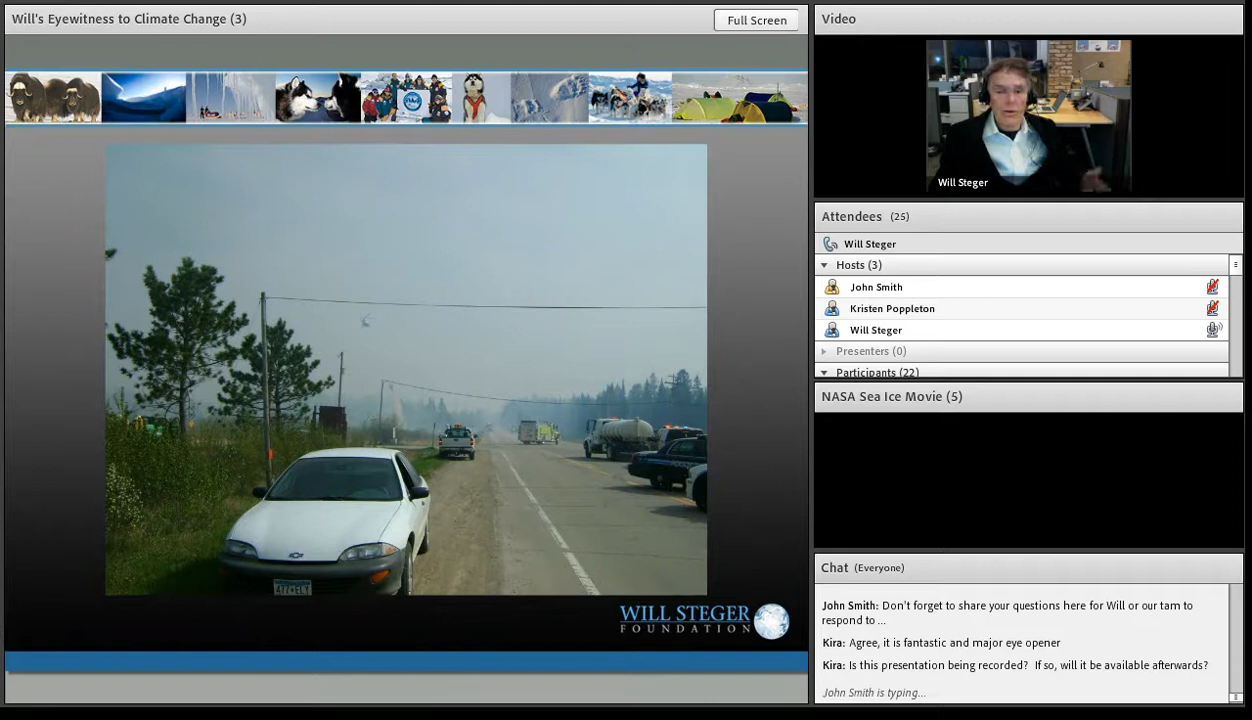 Will's Eyewitness to Climate Change (3)
Full Screen
WILL STEGER
FOUNDATION
Video
Will Steger
Attendees (25)
Will Steger
Hosts (3)
John Smith
Kristen Poppleton
Will Steger
Presenters (0)
Participants (22)
NASA Sea Ice Movie (5)
Chat (Everyone)
John Smith: Don't forget to share your questions here for Will or our tam to
respond to ...
Kira: Agree, it is fantastic and major eye opener
Kira: Is this presentation being recorded? If so, will it be available afterwards?
John Smith is typing...